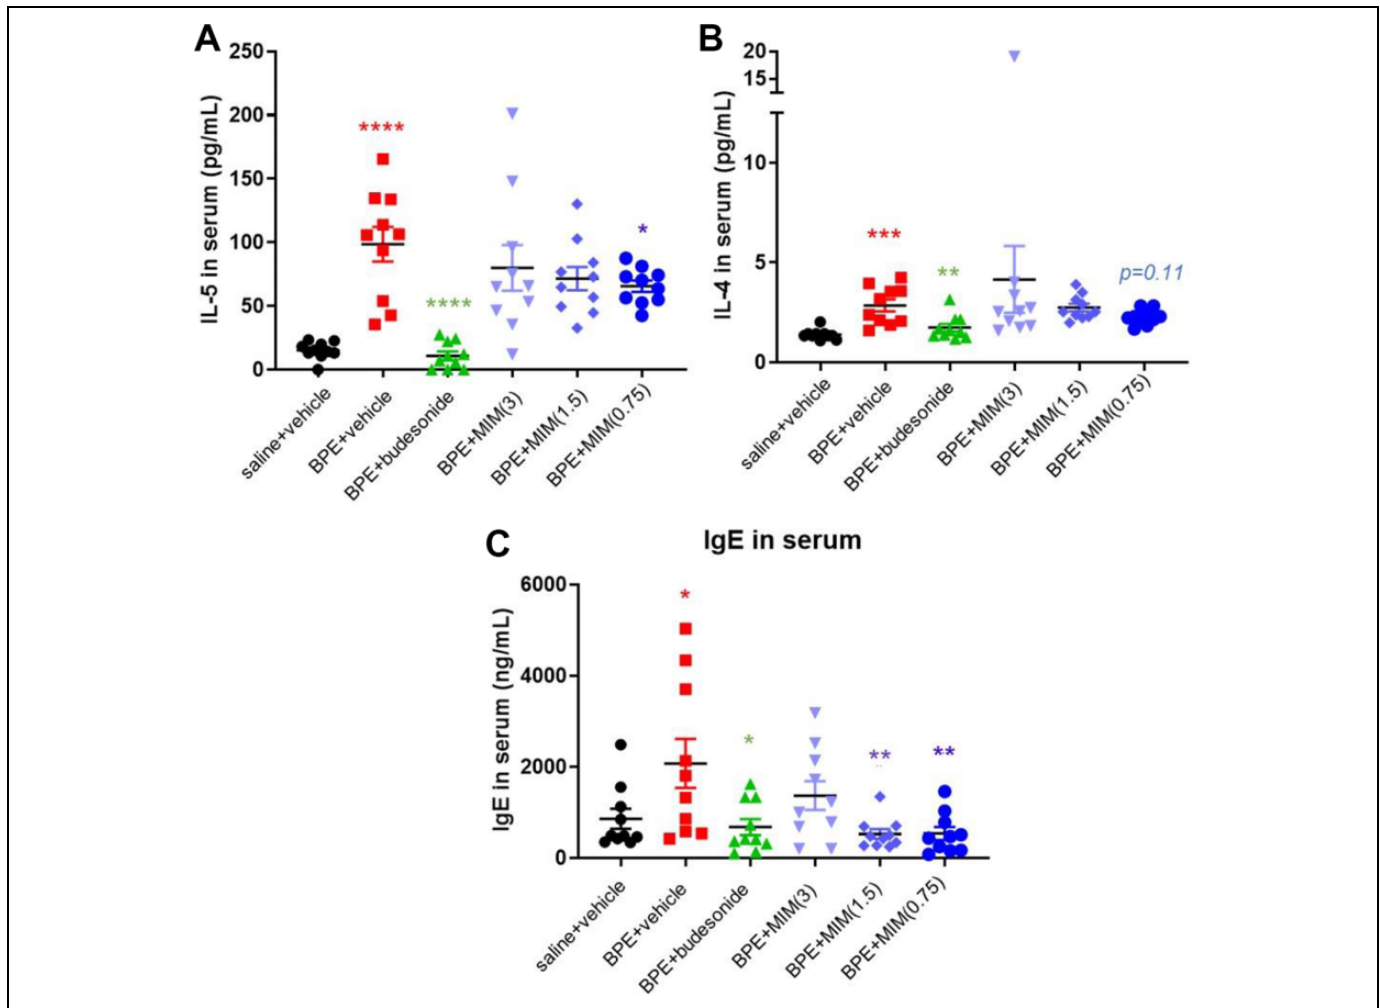 A
IL-5 in serum (pg/mL)
250
200
150
100
50
0
****
****
*
saline+vehicle
BPE+vehicle
BPE+budesonide
BPE+MIM(3)
BPE+MIM(1.5)
BPE+MIM(0.75)
B
IL-4 in serum (pg/mL)
20
15
10
5
0
***
**
p=0.11
saline+vehicle
BPE+vehicle
BPE+budesonide
BPE+MIM(3)
BPE+MIM(1.5)
BPE+MIM(0.75)
C
IgE in serum
IgE in serum (ng/mL)
6000
4000
2000
0
*
*
**
**
saline+vehicle
BPE+vehicle
BPE+budesonide
BPE+MIM(3)
BPE+MIM(1.5)
BPE+MIM(0.75)